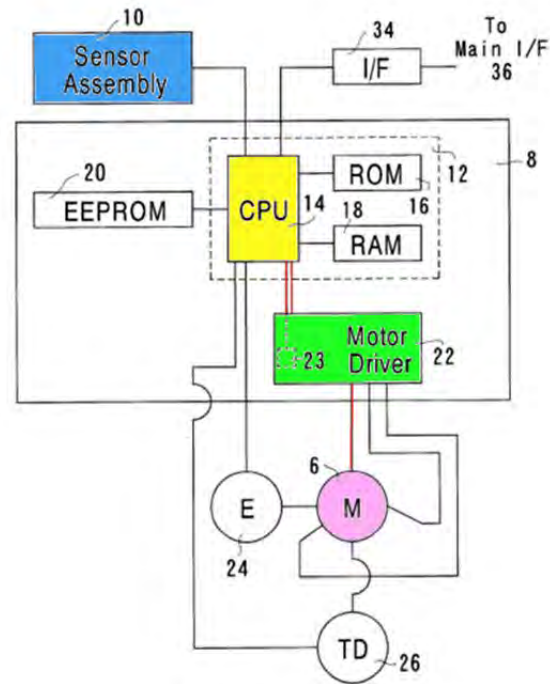 10
Sensor
Assembly
34
I/F
To
Main I/F
36
12
8
20
EEPROM
CPU
14
ROM
16
18
RAM
23
Motor
Driver
22
6
E
24
M
TD
26